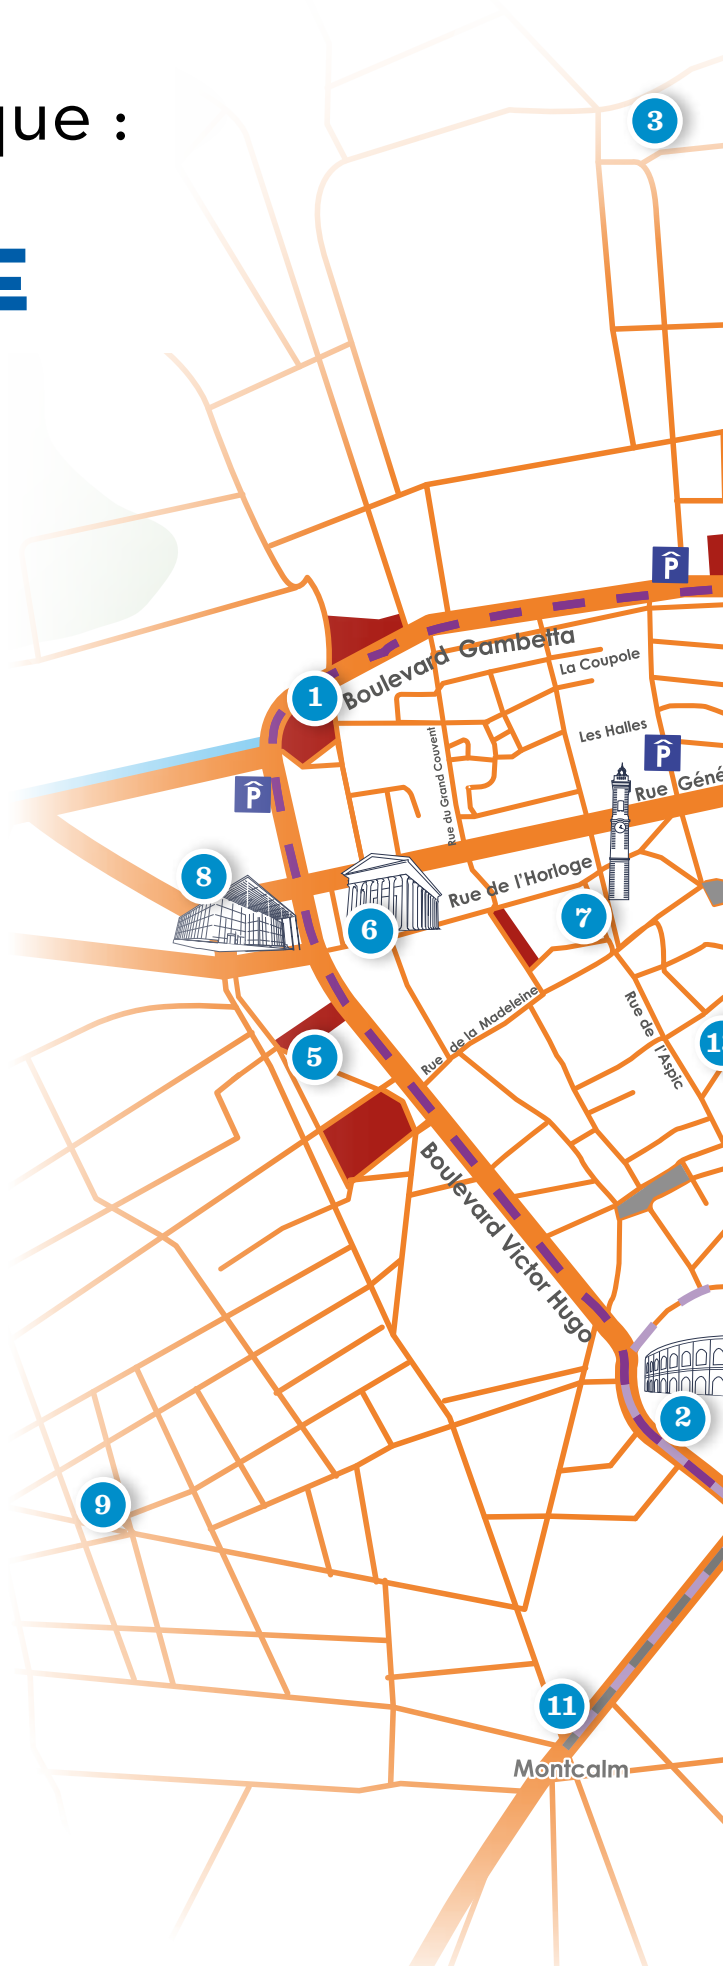 que :
E
3
P
Boulevard Gambetta
La Coupole
1
Les Halles
P
Rue du Grand Couvent
Rue Géné
P
8
Rue de l'Horloge
7
6
Rue de la Madeleine
Rue de l'Aspic
5
Boulevard Victor Hugo
2
9
11
Montcalm